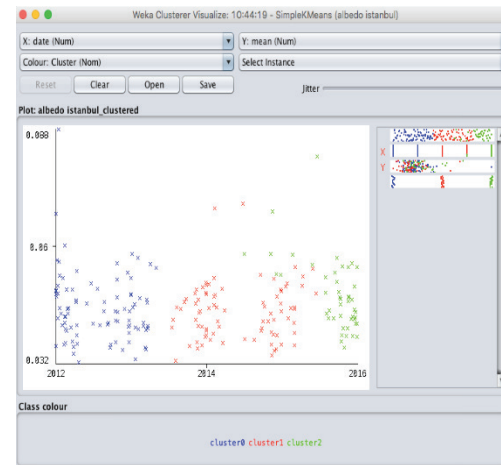 Weka Clusterer Visualize: 10:44:19 - SimpleKMeans (albedo istanbul)
X: date (Num) Y: mean (Num)
Colour: Cluster (Nom) Select Instance
Reset Clear Open Save Jitter
Plot: albedo istanbul_clustered
0.088
0.06
0.032
2012 2014 2016
X
Y
Class colour
cluster0 cluster1 cluster2